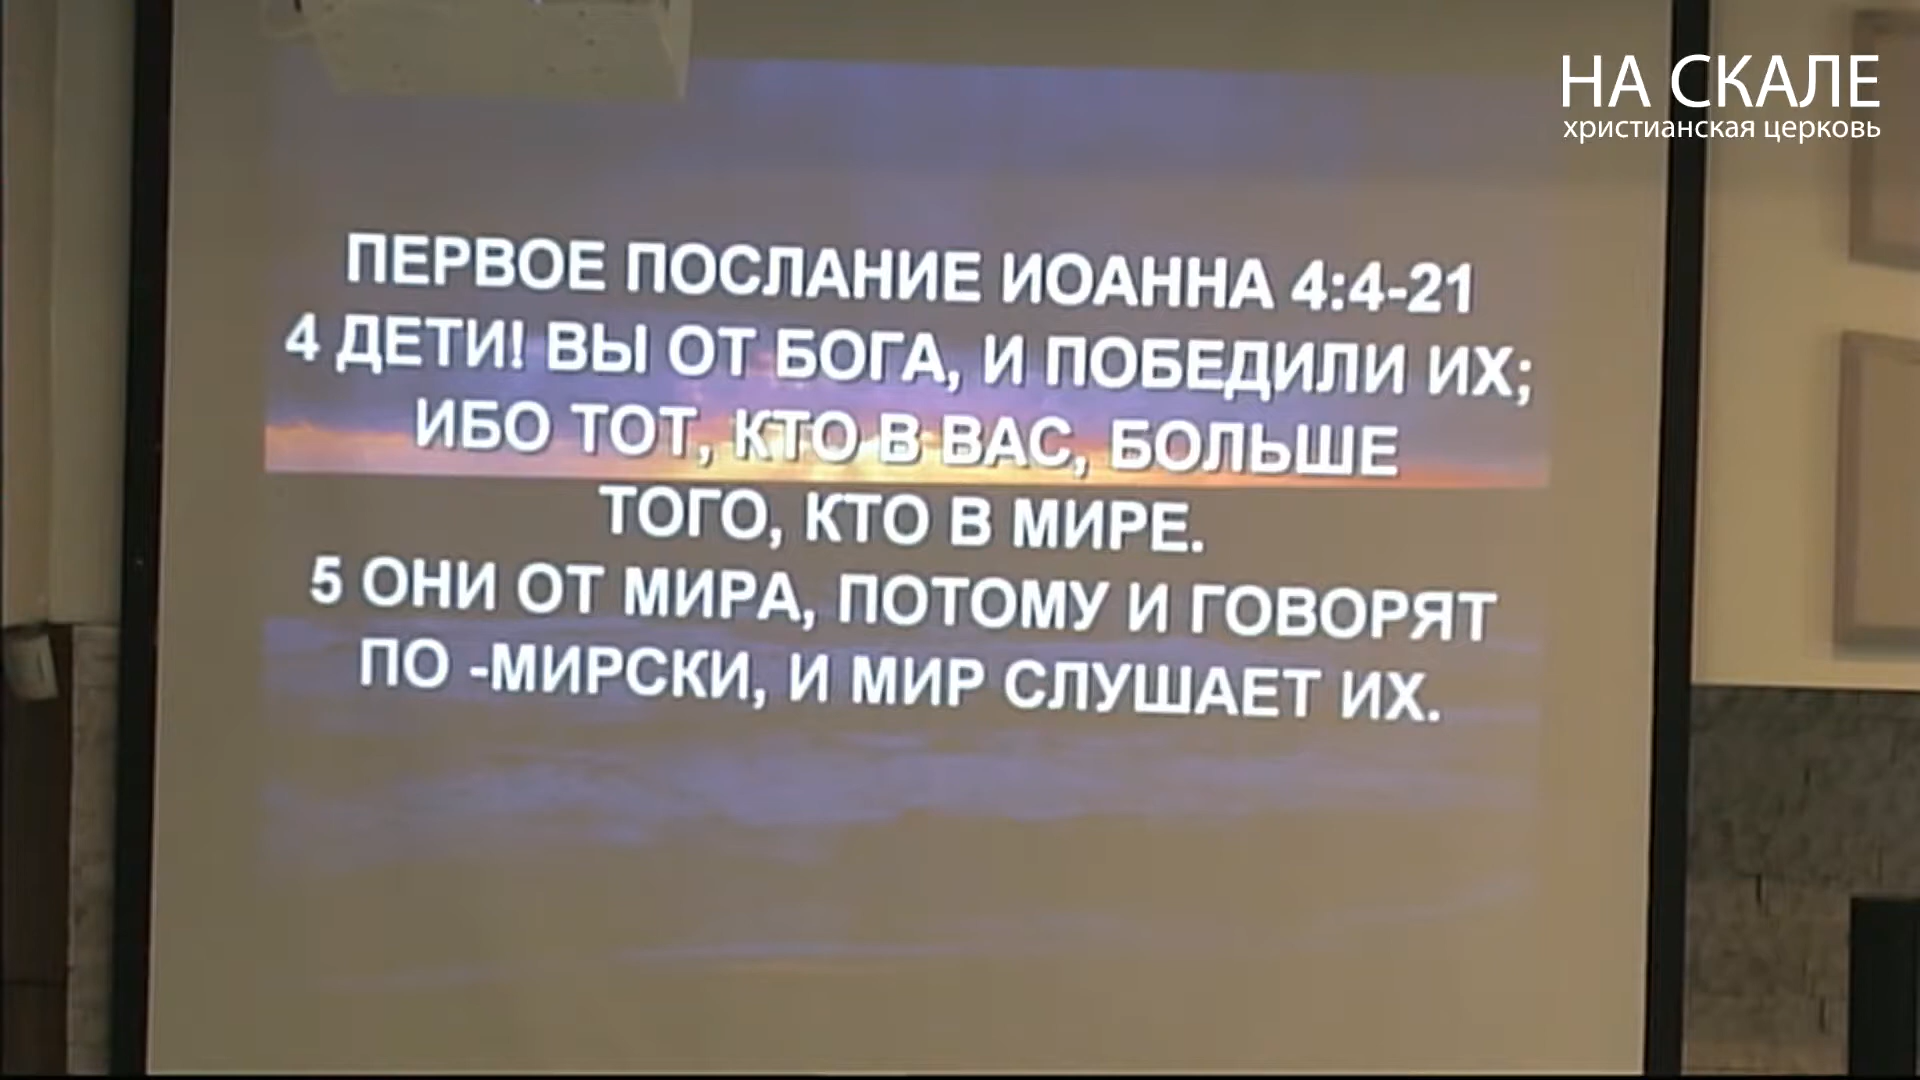 НА СКАЛЕ
христианская церковь
ПЕРВОЕ ПОСЛАНИЕ ИОАННА 4:4-21
4 ДЕТИ! ВЫ ОТ БОГА, И ПОБЕДИЛИ ИХ;
ИБО ТОТ, КТО В ВАС, БОЛЬШЕ
ТОГО, КТО В МИРЕ.
5 ОНИ ОТ МИРА, ПОТОМУ И ГОВОРЯТ
ПО -МИРСКИ, И МИР СЛУШАЕТ ИХ.